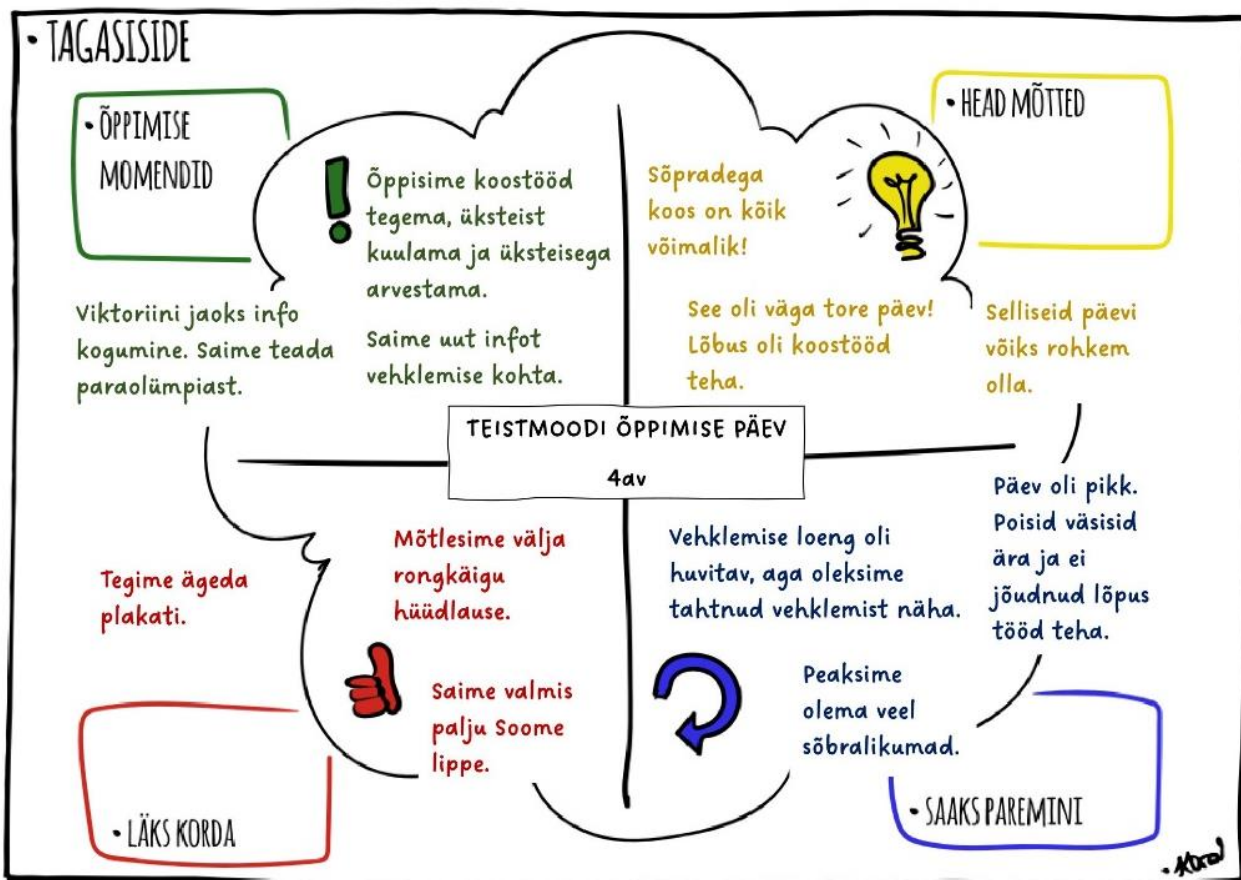 • TAGASISIDE
• ÕPPIMISE
MOMENDID
Õppisime koostööd
tegema, üksteist
kuulama ja üksteisega
arvestama.
Viktoriini jaoks info
kogumine. Saime teada
paraolümpiast.
Saime uut infot
vehklemise kohta.
• HEAD MÕTTED
Sõpradega
koos on kõik
võimalik!
See oli väga tore päev!
Lõbus oli koostööd
teha.
Selliseid päevi
võiks rohkem
olla.
TEISTMOODI ÕPPIMISE PÄEV
4av
Mõtlesime välja
rongkäigu
hüüdlause.
Tegime ägeda
plakati.
Saime valmis
palju Soome
lippe.
• LÄKS KORDA
Vehklemise loeng oli
huvitav, aga oleksime
tahtnud vehklemist näha.
Päev oli pikk.
Poisid väsisid
ära ja ei
jõudnud lõpus
tööd teha.
Peaksime
olema veel
sõbralikumad.
• SAAKS PAREMINI